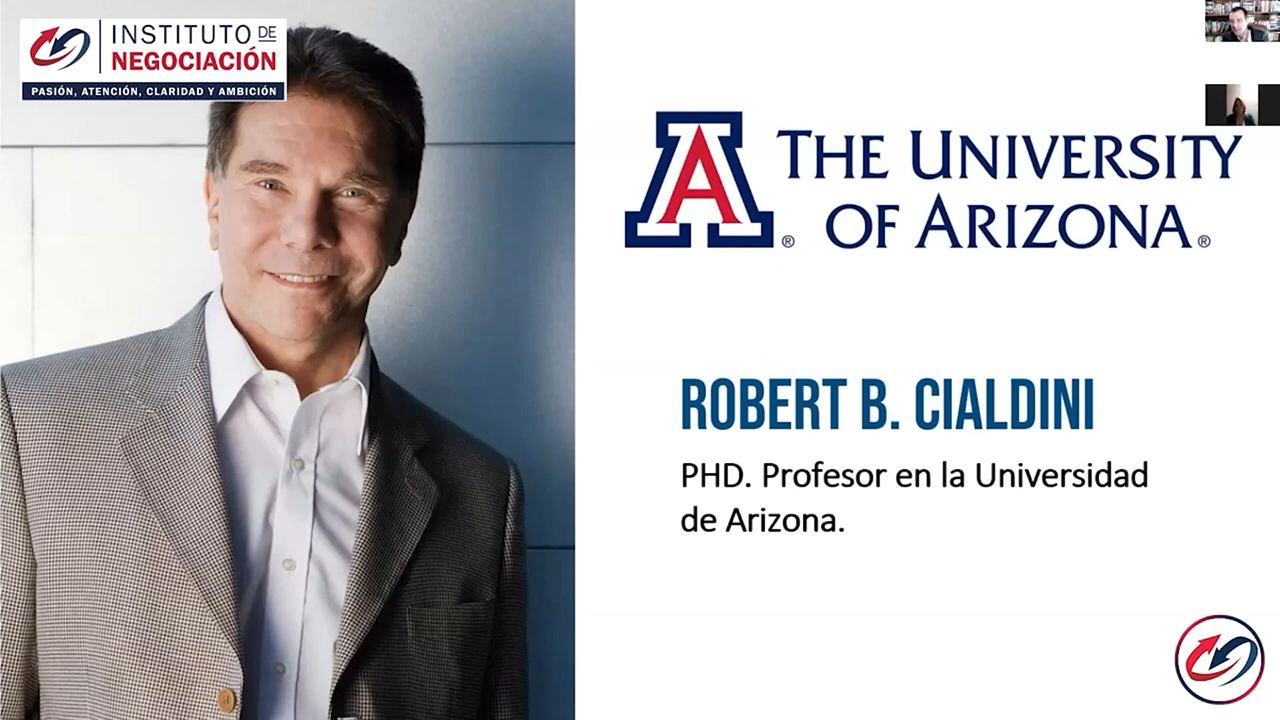 INSTITUTO DE
NEGOCIACIÓN
PASIÓN, ATENCIÓN, CLARIDAD Y AMBICIÓN
A ® THE UNIVERSITY
OF ARIZONA®
ROBERT B. CIALDINI
PHD. Profesor en la Universidad
de Arizona.